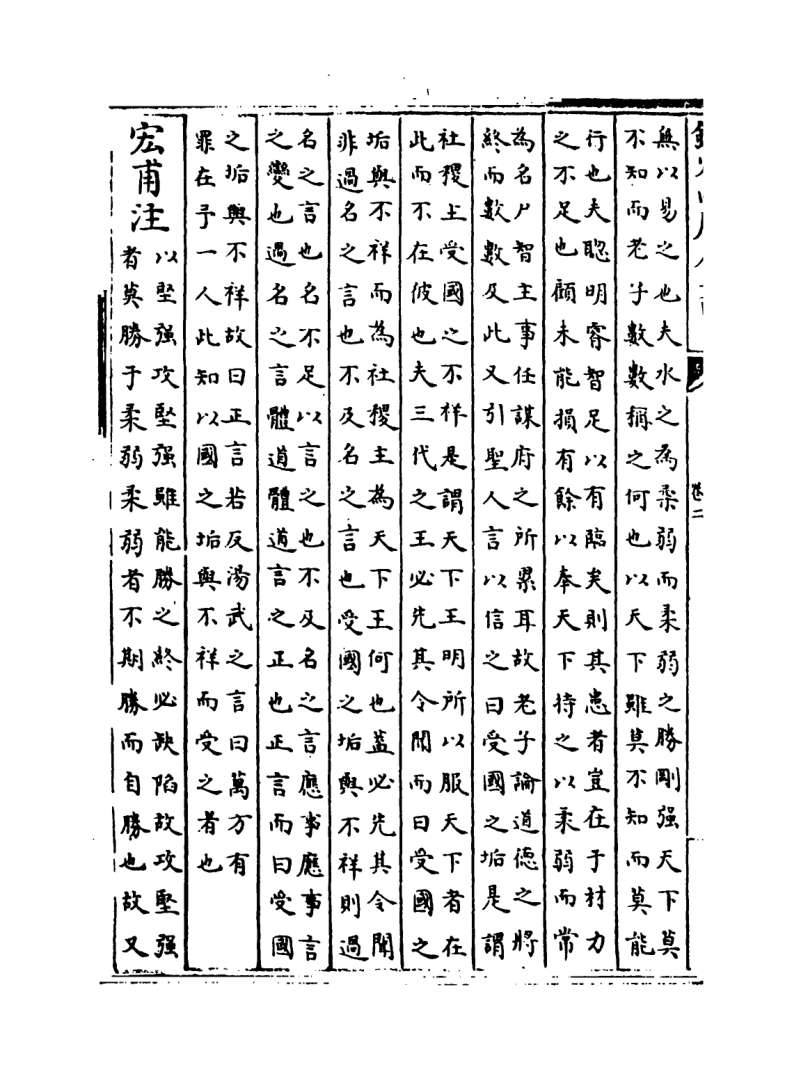 卷二
無以易之也夫水之為柔弱而柔弱之勝剛强天下莫
不知而老子數數稱之何也以天下雖莫不知而莫能
行也夫聰明睿智足以有臨矣則其患者豈在于材力
之不足也顧未能損有餘以奉天下持之以柔弱而常
為名尸智主事任謀府之所累耳故老子論道德之將
終而數數及此又引聖人言以信之曰受國之垢是謂
社稷主受國之不祥是謂天下王明所以服天下者在
此而不在彼也夫三代之王必先其令聞而曰受國之
垢與不祥而為社稷主為天下王何也蓋必先其令聞
非過名之言也不及名之言也受國之垢與不祥則過
名之言也名不足以言之也不及名之言應事應事言
之變也過名之言體道體道言之正也正言而曰受國
之垢與不祥故曰正言若反湯武之言曰萬方有
罪在予一人此知以國之垢與不祥而受之者也
宏甫注
以堅强攻堅强雖能勝之終必缺陷故攻堅强
者莫勝于柔弱柔弱者不期勝而自勝也故又